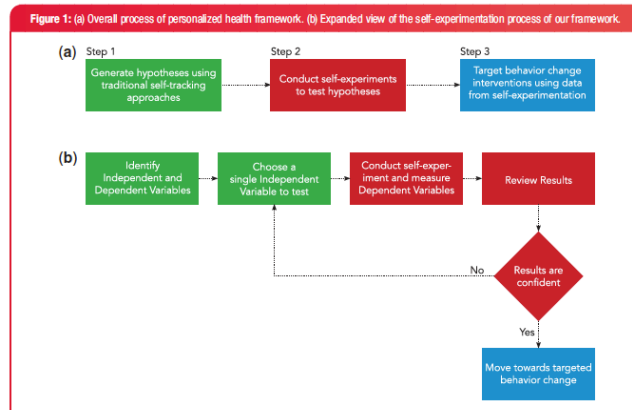 Figure 1: (a) Overall process of personalized health framework. (b) Expanded view of the self-experimentation process of our framework.
(a)
Step 1
Step 2
Step 3
Generate hypotheses using
traditional self-tracking
approaches
Conduct self-experiments
to test hypotheses
Target behavior change
interventions using data
from self-experimentation
(b)
Identify
Independent and
Dependent Variables
Choose a
single Independent
Variable to test
Conduct self-exper-
iment and measure
Dependent Variables
Review Results
Results are
confident
No
Yes
Move towards targeted
behavior change